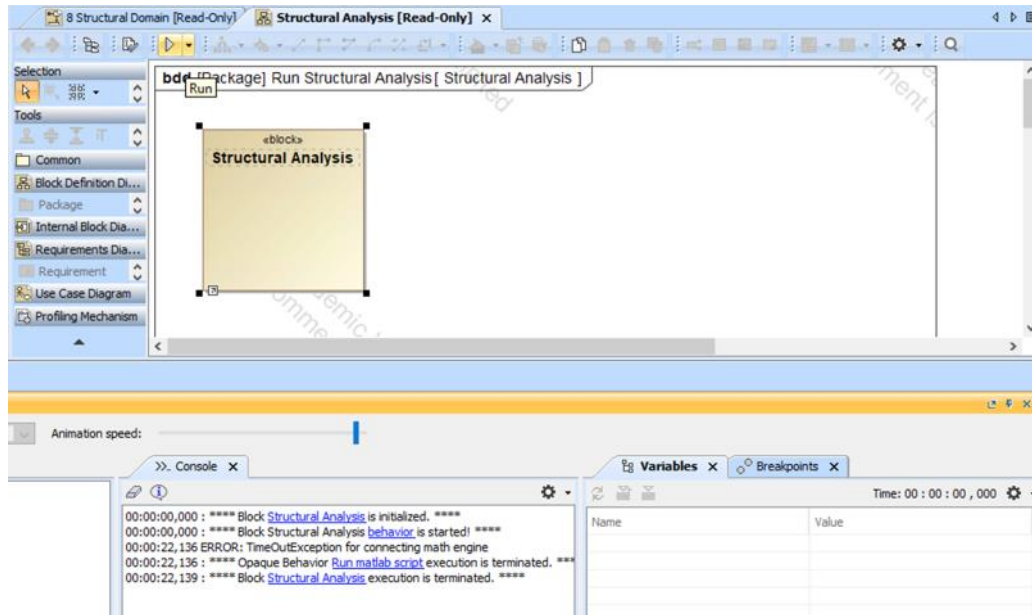 8 Structural Domain [Read-Only]
Structural Analysis [Read-Only]
Selection
Tools
Common
Block Definition Di...
Package
Internal Block Dia...
Requirements Dia...
Requirement
Use Case Diagram
Profiling Mechanism
bdd [Package] Run Structural Analysis[ Structural Analysis ]
Run
«block»
Structural Analysis
Animation speed:
Console
00:00:00,000 : **** Block Structural Analysis is initialized. ****
00:00:00,000 : **** Block Structural Analysis behavior is started! ****
00:00:22,136 ERROR: TimeOutException for connecting math engine
00:00:22,136 : **** Opaque Behavior Run matlab script execution is terminated. ***
00:00:22,139 : **** Block Structural Analysis execution is terminated. ****
Variables
Breakpoints
Time: 00 : 00 : 00 , 000
Name
Value